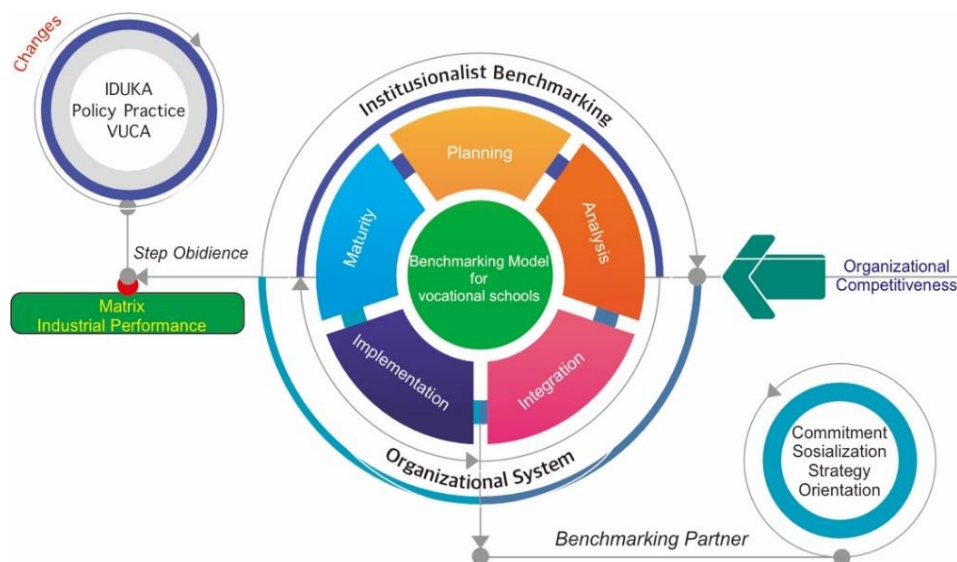 Changes
IDUKA
Policy Practice
VUCA
Step Obidience
Matrix
Industrial Performance
Institusionalist Benchmarking
Planning
Analysis
Integration
Implementation
Maturity
Benchmarking Model
for
vocational schools
Organizational System
Organizational
Competitiveness
Commitment
Sosialization
Strategy
Orientation
Benchmarking Partner